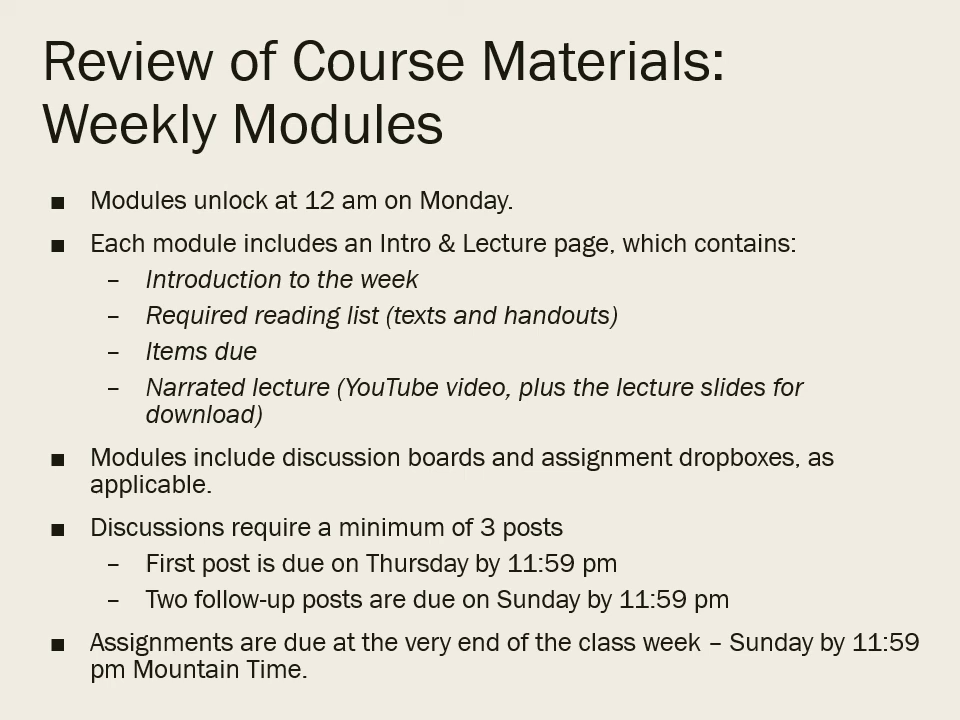 Review of Course Materials:
Weekly Modules
■ Modules unlock at 12 am on Monday.
■ Each module includes an Intro & Lecture page, which contains:
– Introduction to the week
– Required reading list (texts and handouts)
– Items due
– Narrated lecture (YouTube video, plus the lecture slides for
download)
■ Modules include discussion boards and assignment dropboxes, as
applicable.
■ Discussions require a minimum of 3 posts
– First post is due on Thursday by 11:59 pm
– Two follow-up posts are due on Sunday by 11:59 pm
■ Assignments are due at the very end of the class week – Sunday by 11:59
pm Mountain Time.